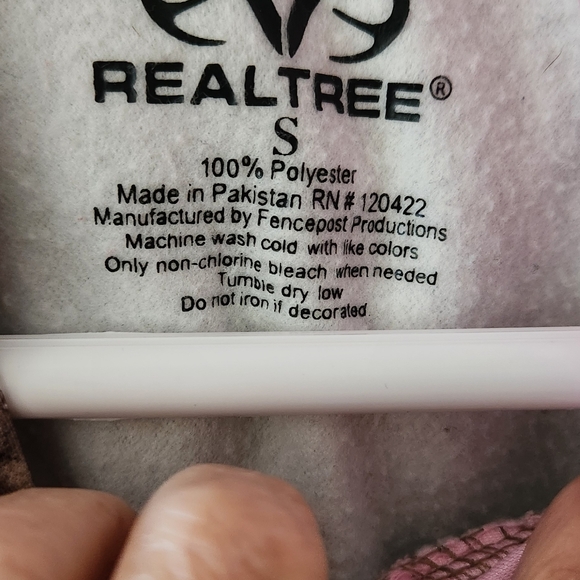 REALTREE®
S
100% Polyester
Made in Pakistan RN # 120422
Manufactured by Fencepost Productions
Machine wash cold with like colors
Only non-chlorine bleach when needed
Tumble dry low
Do not iron if decorated.